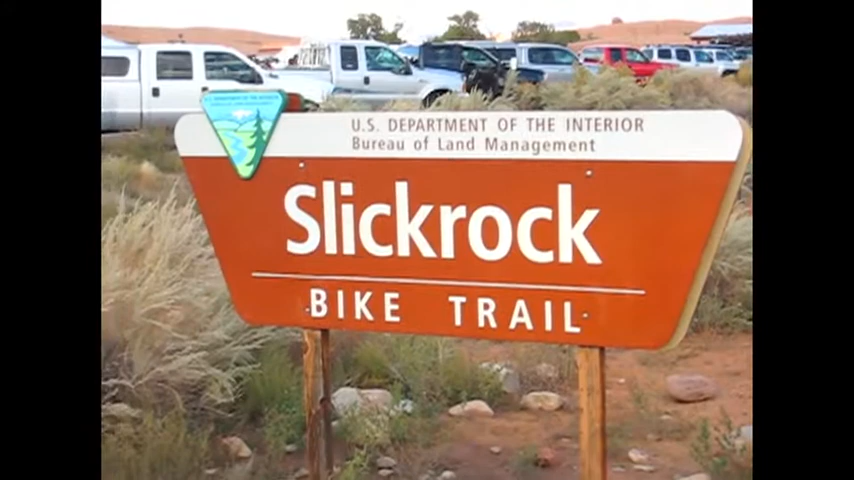 U.S. DEPARTMENT OF THE INTERIOR
Bureau of Land Management
Slickrock
BIKE TRAIL